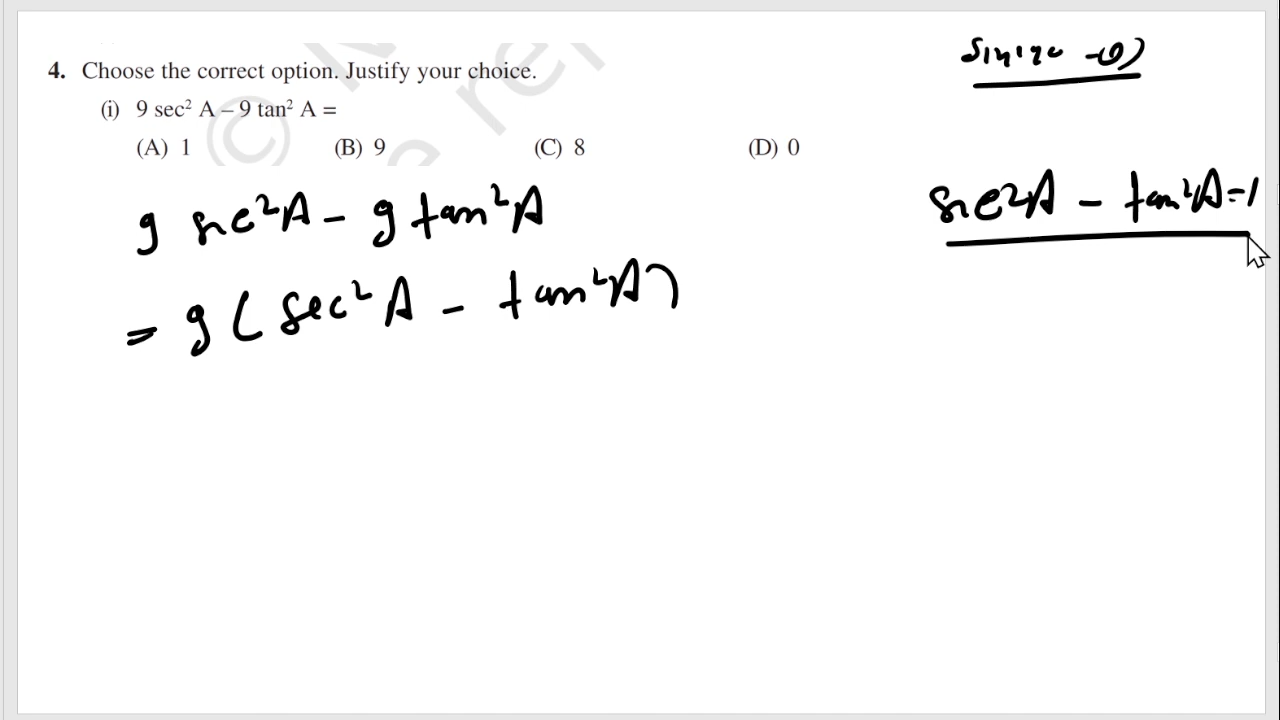 4. Choose the correct option. Justify your choice.
(i) 9 sec² A – 9 tan² A =
(A) 1 (B) 9 (C) 8 (D) 0
9 sec²A – 9 tan²A
= 9 ( sec²A – tan²A )
sec²A – tan²A = 1